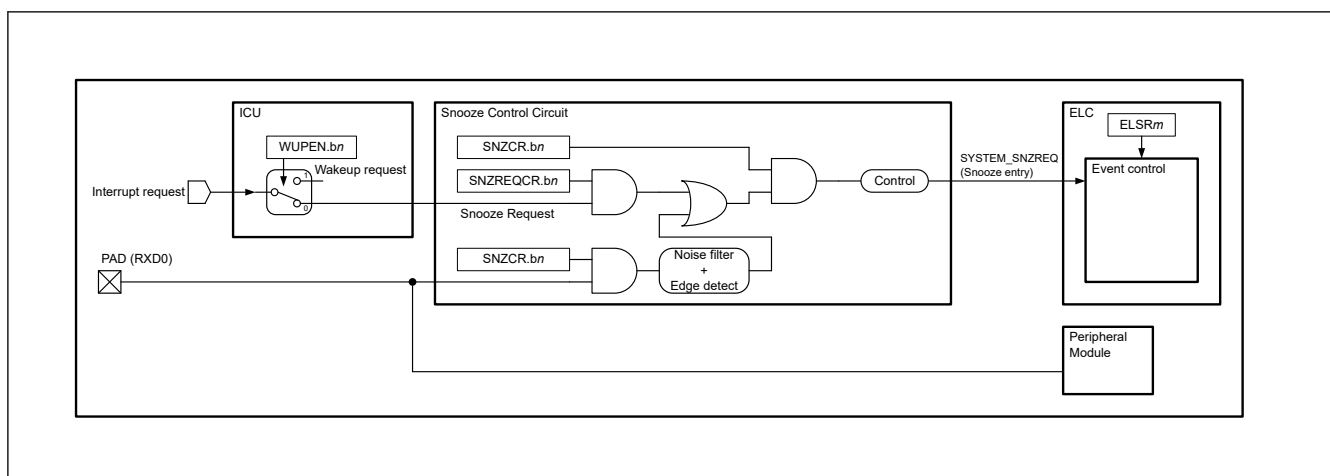 ICU
WUPEN.bn
Wakeup request
1
0
Interrupt request
PAD (RXD0)
Snooze Control Circuit
SNZCR.bn
SNZREQCR.bn
Snooze Request
SNZCR.bn
Noise filter
+
Edge detect
Control
SYSTEM_SNZREQ
(Snooze entry)
ELC
ELSRm
Event control
Peripheral
Module